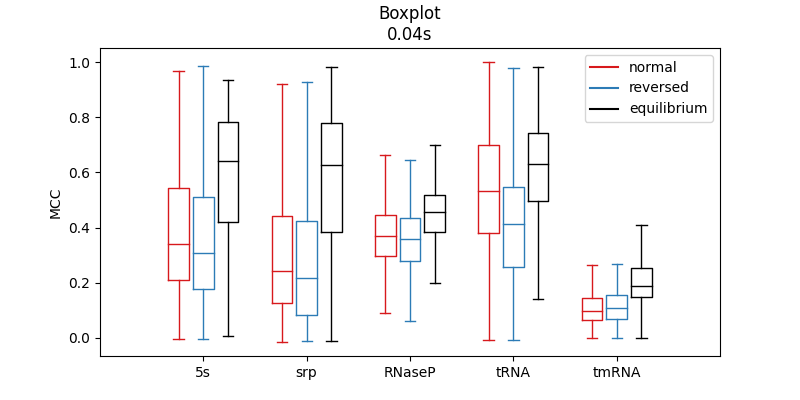 Boxplot
0.04s
normal
reversed
equilibrium
MCC
1.0
0.8
0.6
0.4
0.2
0.0
5s srp RNaseP tRNA tmRNA